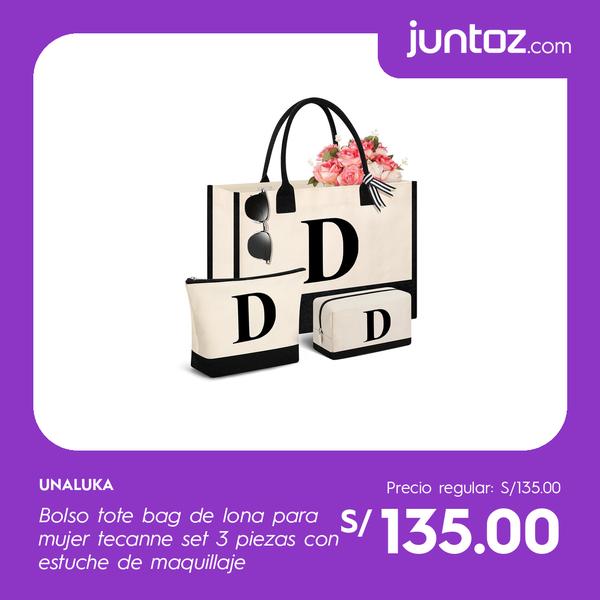 juntoz.com
D
D
D
UNALUKA
Bolso tote bag de lona para
mujer tecanne set 3 piezas con
estuche de maquillaje
Precio regular: S/135.00
S/135.00